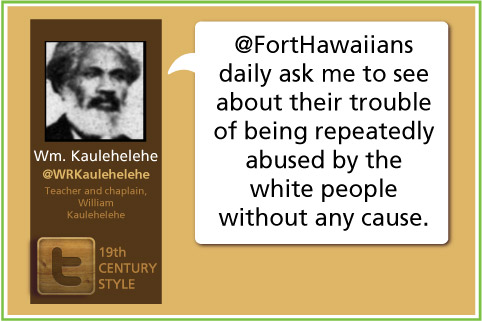 Wm. Kaulehelehe
@WRKaulehelehe
Teacher and chaplain,
William
Kaulehelehe
t
19th
CENTURY
STYLE
@FortHawaiians
daily ask me to see
about their trouble
of being repeatedly
abused by the
white people
without any cause.